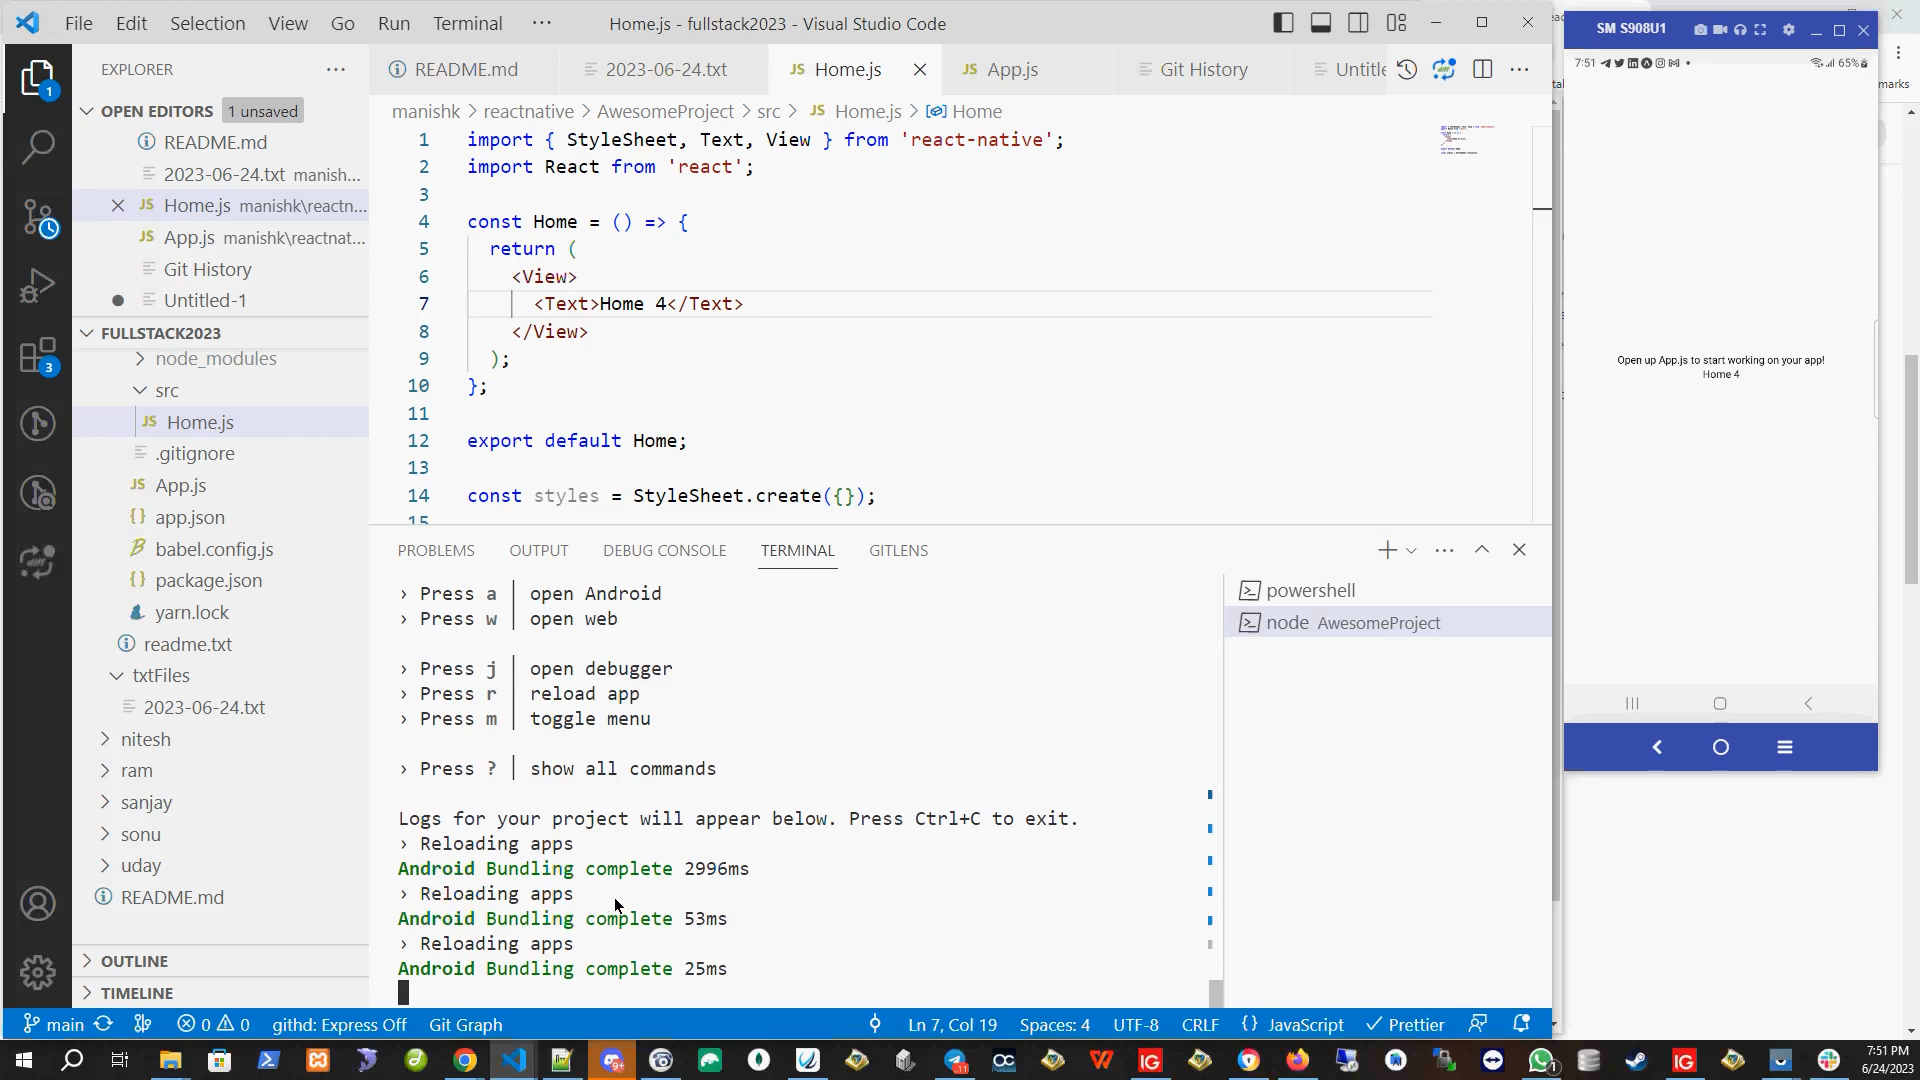 File Edit Selection View Go Run Terminal ··· Home.js - fullstack2023 - Visual Studio Code
EXPLORER ···
OPEN EDITORS 1 unsaved
README.md
2023-06-24.txt manish...
JS Home.js manishk\reactn...
JS App.js manishk\reactnat...
Git History
Untitled-1
FULLSTACK2023
node_modules
src
JS Home.js
.gitignore
JS App.js
{} app.json
babel.config.js
{} package.json
yarn.lock
readme.txt
txtFiles
2023-06-24.txt
nitesh
ram
sanjay
sonu
uday
README.md
OUTLINE
TIMELINE
1
3
README.md 2023-06-24.txt JS Home.js JS App.js Git History Untitle
manishk > reactnative > AwesomeProject > src > JS Home.js > Home
1 import { StyleSheet, Text, View } from 'react-native';
2 import React from 'react';
3
4 const Home = () => {
5 return (
6 <View>
7 <Text>Home 4</Text>
8 </View>
9 );
10 };
11
12 export default Home;
13
14 const styles = StyleSheet.create({});
15
PROBLEMS OUTPUT DEBUG CONSOLE TERMINAL GITLENS
› Press a │ open Android
› Press w │ open web
› Press j │ open debugger
› Press r │ reload app
› Press m │ toggle menu
› Press ? │ show all commands
Logs for your project will appear below. Press Ctrl+C to exit.
› Reloading apps
Android Bundling complete 2996ms
› Reloading apps
Android Bundling complete 53ms
› Reloading apps
Android Bundling complete 25ms
powershell
node AwesomeProject
main 0 0 githd: Express Off Git Graph Ln 7, Col 19 Spaces: 4 UTF-8 CRLF {} JavaScript Prettier
SM S908U1
7:51 65%
Open up App.js to start working on your app!
Home 4
marks
7:51 PM
6/24/2023